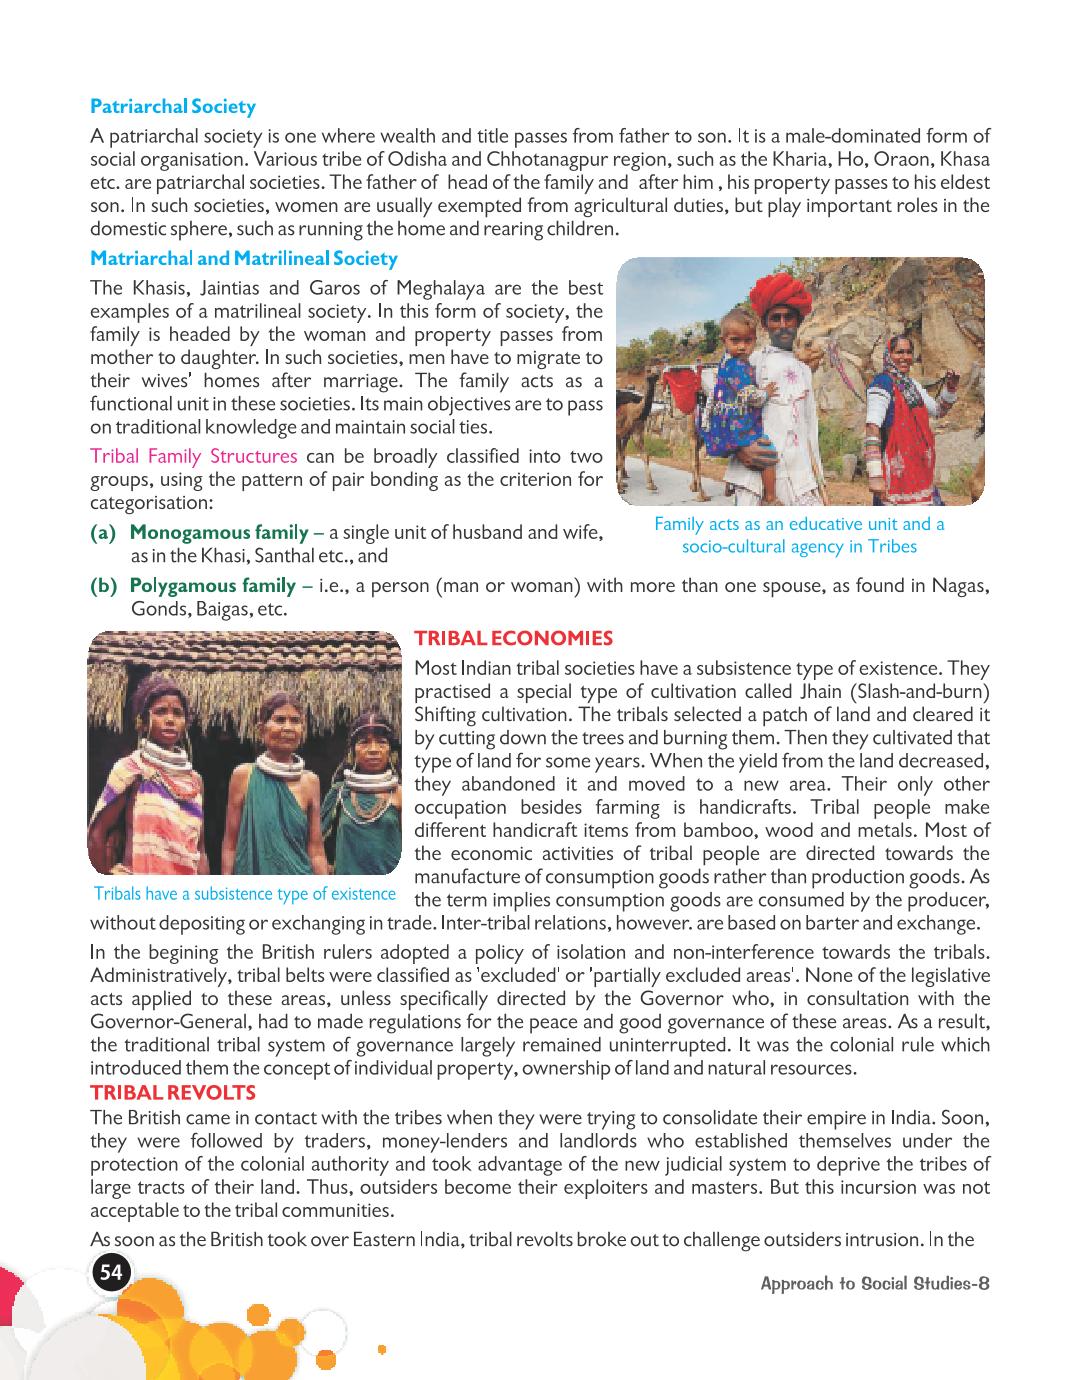 Patriarchal Society
A patriarchal society is one where wealth and title passes from father to son. It is a male-dominated form of
social organisation. Various tribe of Odisha and Chhotanagpur region, such as the Kharia, Ho, Oraon, Khasa
etc. are patriarchal societies. The father of head of the family and after him , his property passes to his eldest
son. In such societies, women are usually exempted from agricultural duties, but play important roles in the
domestic sphere, such as running the home and rearing children.
Matriarchal and Matrilineal Society
The Khasis, Jaintias and Garos of Meghalaya are the best
examples of a matrilineal society. In this form of society, the
family is headed by the woman and property passes from
mother to daughter. In such societies, men have to migrate to
their wives' homes after marriage. The family acts as a
functional unit in these societies. Its main objectives are to pass
on traditional knowledge and maintain social ties.
Tribal Family Structures can be broadly classified into two
groups, using the pattern of pair bonding as the criterion for
categorisation:
(a) Monogamous family – a single unit of husband and wife,
as in the Khasi, Santhal etc., and
Family acts as an educative unit and a
socio-cultural agency in Tribes
(b) Polygamous family – i.e., a person (man or woman) with more than one spouse, as found in Nagas,
Gonds, Baigas, etc.
TRIBAL ECONOMIES
Most Indian tribal societies have a subsistence type of existence. They
practised a special type of cultivation called Jhain (Slash-and-burn)
Shifting cultivation. The tribals selected a patch of land and cleared it
by cutting down the trees and burning them. Then they cultivated that
type of land for some years. When the yield from the land decreased,
they abandoned it and moved to a new area. Their only other
occupation besides farming is handicrafts. Tribal people make
different handicraft items from bamboo, wood and metals. Most of
the economic activities of tribal people are directed towards the
manufacture of consumption goods rather than production goods. As
the term implies consumption goods are consumed by the producer,
Tribals have a subsistence type of existence
without depositing or exchanging in trade. Inter-tribal relations, however. are based on barter and exchange.
In the begining the British rulers adopted a policy of isolation and non-interference towards the tribals.
Administratively, tribal belts were classified as 'excluded' or 'partially excluded areas'. None of the legislative
acts applied to these areas, unless specifically directed by the Governor who, in consultation with the
Governor-General, had to made regulations for the peace and good governance of these areas. As a result,
the traditional tribal system of governance largely remained uninterrupted. It was the colonial rule which
introduced them the concept of individual property, ownership of land and natural resources.
TRIBAL REVOLTS
The British came in contact with the tribes when they were trying to consolidate their empire in India. Soon,
they were followed by traders, money-lenders and landlords who established themselves under the
protection of the colonial authority and took advantage of the new judicial system to deprive the tribes of
large tracts of their land. Thus, outsiders become their exploiters and masters. But this incursion was not
acceptable to the tribal communities.
As soon as the British took over Eastern India, tribal revolts broke out to challenge outsiders intrusion. In the
54
Approach to Social Studies-8